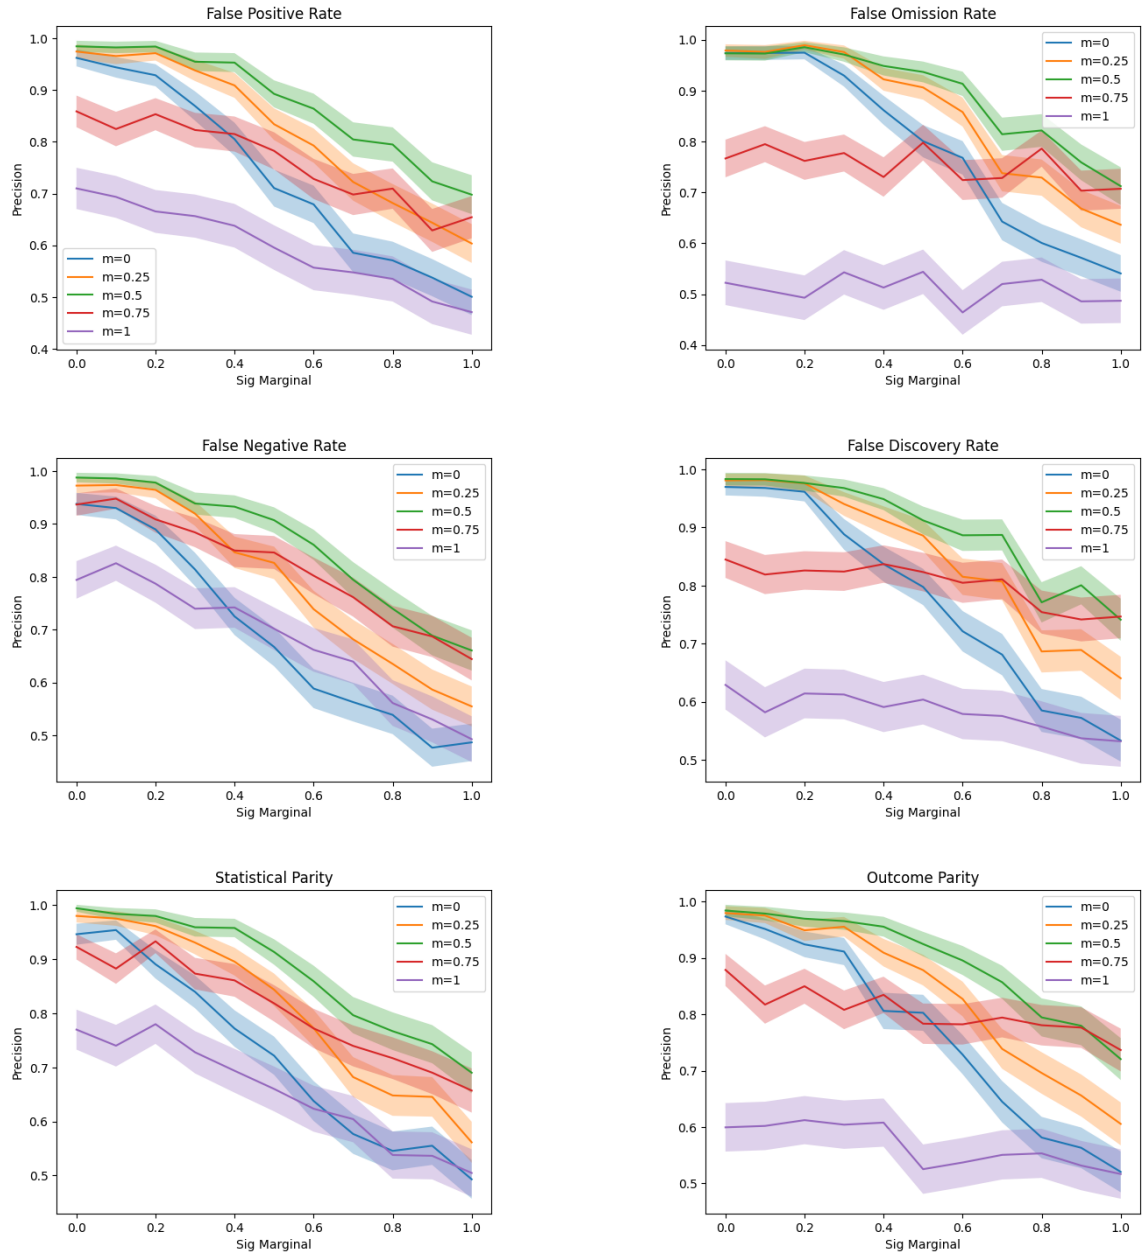 False Positive Rate
Precision
1.0
0.9
0.8
0.7
0.6
0.5
0.4
m=0
m=0.25
m=0.5
m=0.75
m=1
0.0 0.2 0.4 0.6 0.8 1.0
Sig Marginal
False Omission Rate
Precision
1.0
0.9
0.8
0.7
0.6
0.5
0.4
m=0
m=0.25
m=0.5
m=0.75
m=1
0.0 0.2 0.4 0.6 0.8 1.0
Sig Marginal
False Negative Rate
Precision
1.0
0.9
0.8
0.7
0.6
0.5
m=0
m=0.25
m=0.5
m=0.75
m=1
0.0 0.2 0.4 0.6 0.8 1.0
Sig Marginal
False Discovery Rate
Precision
1.0
0.9
0.8
0.7
0.6
0.5
m=0
m=0.25
m=0.5
m=0.75
m=1
0.0 0.2 0.4 0.6 0.8 1.0
Sig Marginal
Statistical Parity
Precision
1.0
0.9
0.8
0.7
0.6
0.5
m=0
m=0.25
m=0.5
m=0.75
m=1
0.0 0.2 0.4 0.6 0.8 1.0
Sig Marginal
Outcome Parity
Precision
1.0
0.9
0.8
0.7
0.6
0.5
m=0
m=0.25
m=0.5
m=0.75
m=1
0.0 0.2 0.4 0.6 0.8 1.0
Sig Marginal